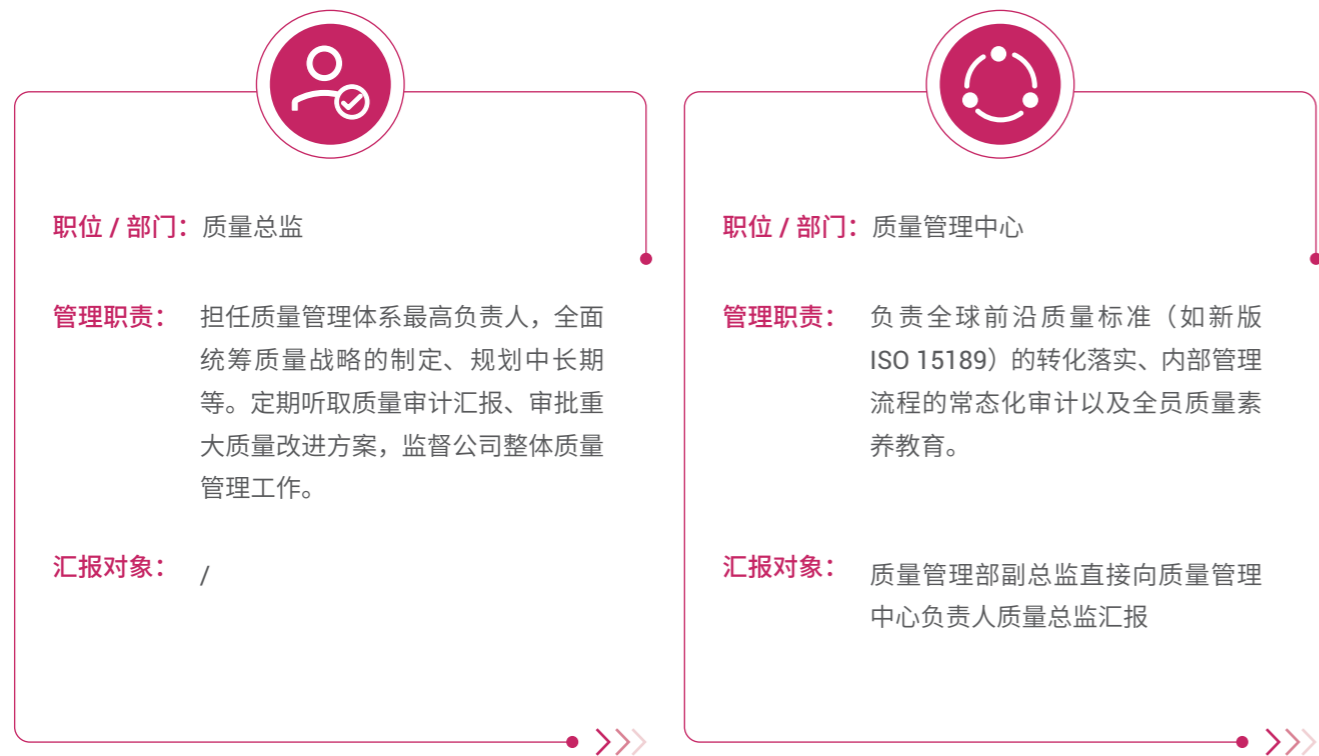 职位 / 部门：质量总监
管理职责：担任质量管理体系最高负责人，全面
统筹质量战略的制定、规划中长期
等。定期听取质量审计汇报、审批重
大质量改进方案，监督公司整体质量
管理工作。
汇报对象：/
职位 / 部门：质量管理中心
管理职责：负责全球前沿质量标准（如新版
ISO 15189）的转化落实、内部管理
流程的常态化审计以及全员质量素
养教育。
汇报对象：质量管理部副总监直接向质量管理
中心负责人质量总监汇报